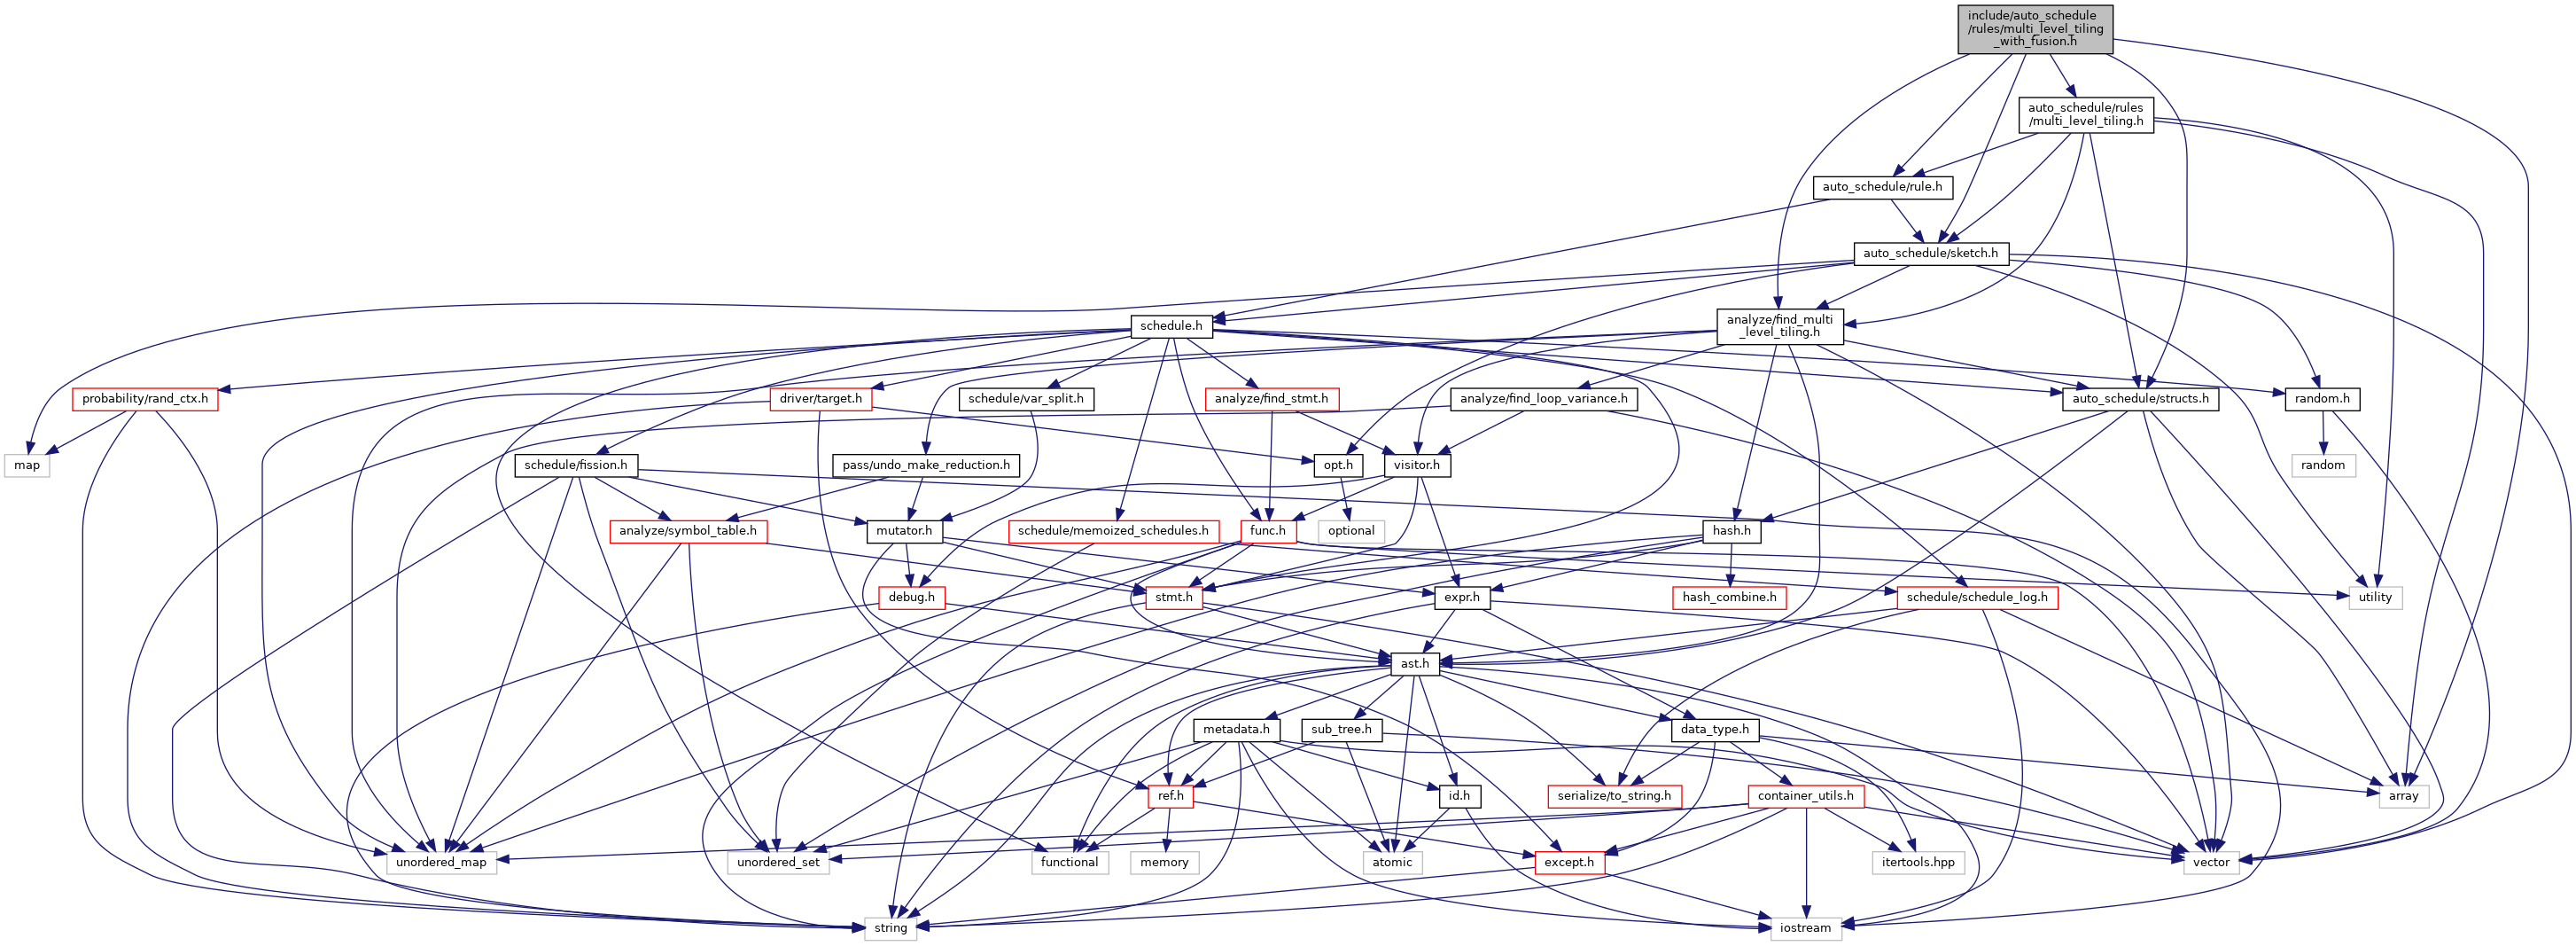 include/auto_schedule
/rules/multi_level_tiling
_with_fusion.h
auto_schedule/rules
/multi_level_tiling.h
auto_schedule/rule.h
auto_schedule/sketch.h
schedule.h
analyze/find_multi
_level_tiling.h
probability/rand_ctx.h
driver/target.h
schedule/var_split.h
analyze/find_stmt.h
analyze/find_loop_variance.h
auto_schedule/structs.h
random.h
map
schedule/fission.h
pass/undo_make_reduction.h
opt.h
visitor.h
random
analyze/symbol_table.h
mutator.h
schedule/memoized_schedules.h
func.h
optional
hash.h
debug.h
stmt.h
expr.h
hash_combine.h
schedule/schedule_log.h
utility
ast.h
metadata.h
sub_tree.h
data_type.h
ref.h
id.h
serialize/to_string.h
container_utils.h
array
unordered_map
unordered_set
functional
memory
atomic
except.h
itertools.hpp
vector
string
iostream